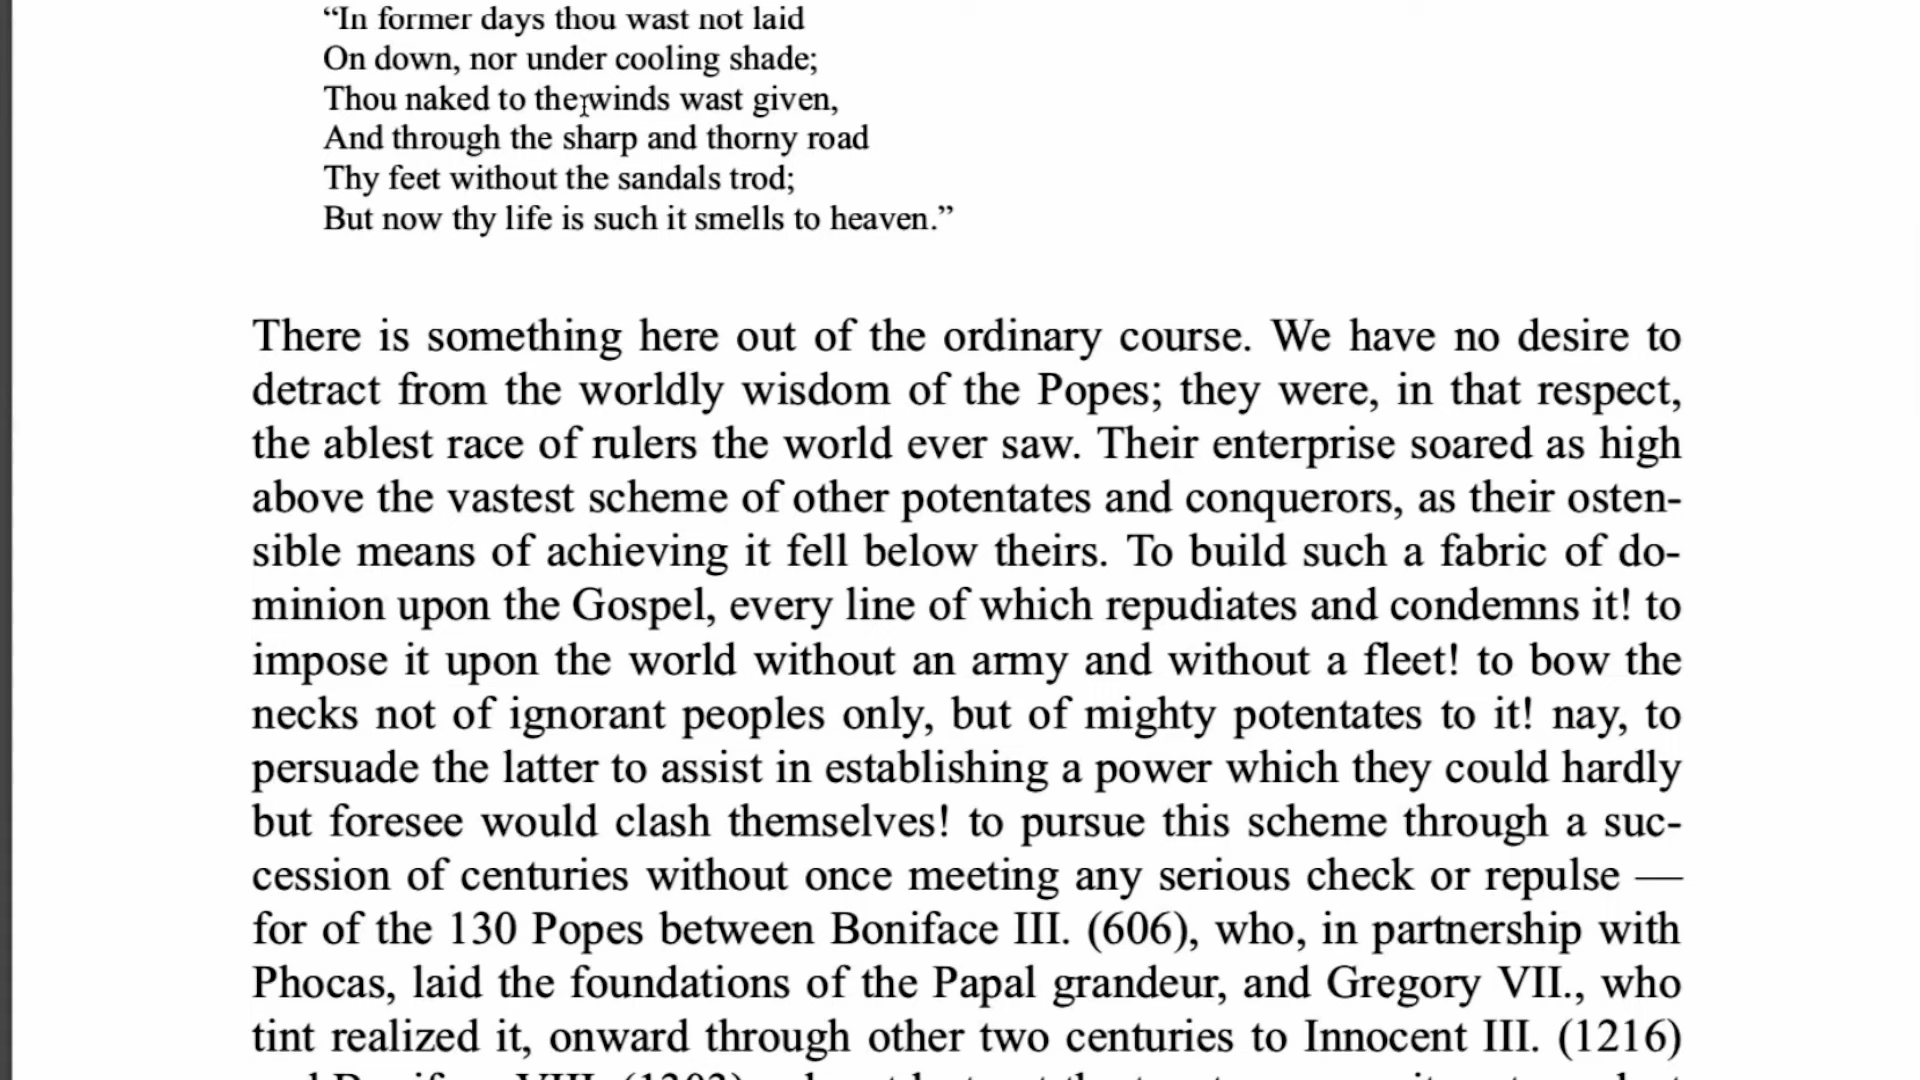 “In former days thou wast not laid
On down, nor under cooling shade;
Thou naked to the winds wast given,
And through the sharp and thorny road
Thy feet without the sandals trod;
But now thy life is such it smells to heaven.”
There is something here out of the ordinary course. We have no desire to
detract from the worldly wisdom of the Popes; they were, in that respect,
the ablest race of rulers the world ever saw. Their enterprise soared as high
above the vastest scheme of other potentates and conquerors, as their osten-
sible means of achieving it fell below theirs. To build such a fabric of do-
minion upon the Gospel, every line of which repudiates and condemns it! to
impose it upon the world without an army and without a fleet! to bow the
necks not of ignorant peoples only, but of mighty potentates to it! nay, to
persuade the latter to assist in establishing a power which they could hardly
but foresee would clash themselves! to pursue this scheme through a suc-
cession of centuries without once meeting any serious check or repulse —
for of the 130 Popes between Boniface III. (606), who, in partnership with
Phocas, laid the foundations of the Papal grandeur, and Gregory VII., who
tint realized it, onward through other two centuries to Innocent III. (1216)